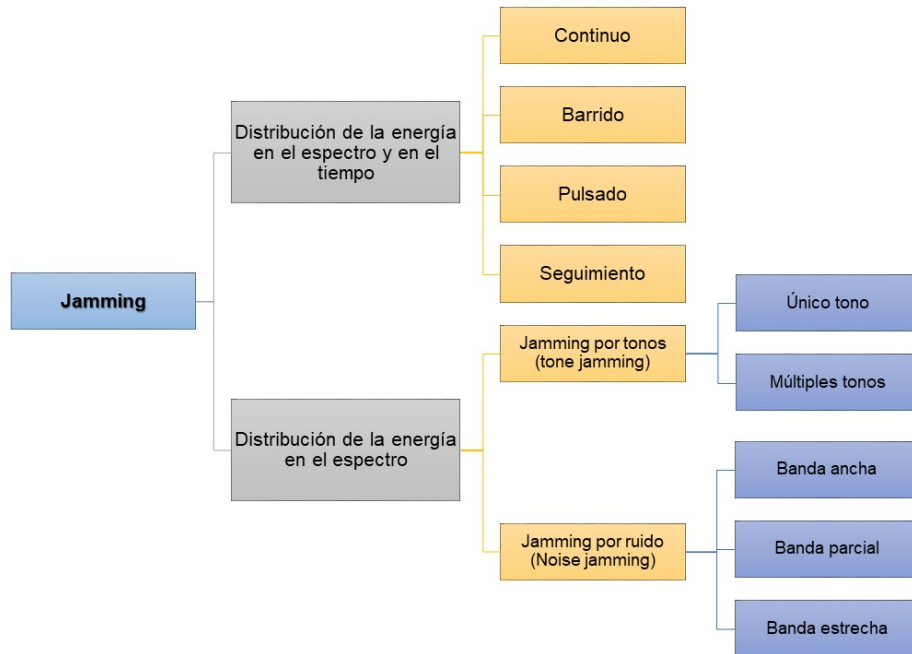 Jamming
Distribución de la energía
en el espectro y en el
tiempo
Continuo
Barrido
Pulsado
Seguimiento
Distribución de la energía
en el espectro
Jamming por tonos
(tone jamming)
Único tono
Múltiples tonos
Jamming por ruido
(Noise jamming)
Banda ancha
Banda parcial
Banda estrecha